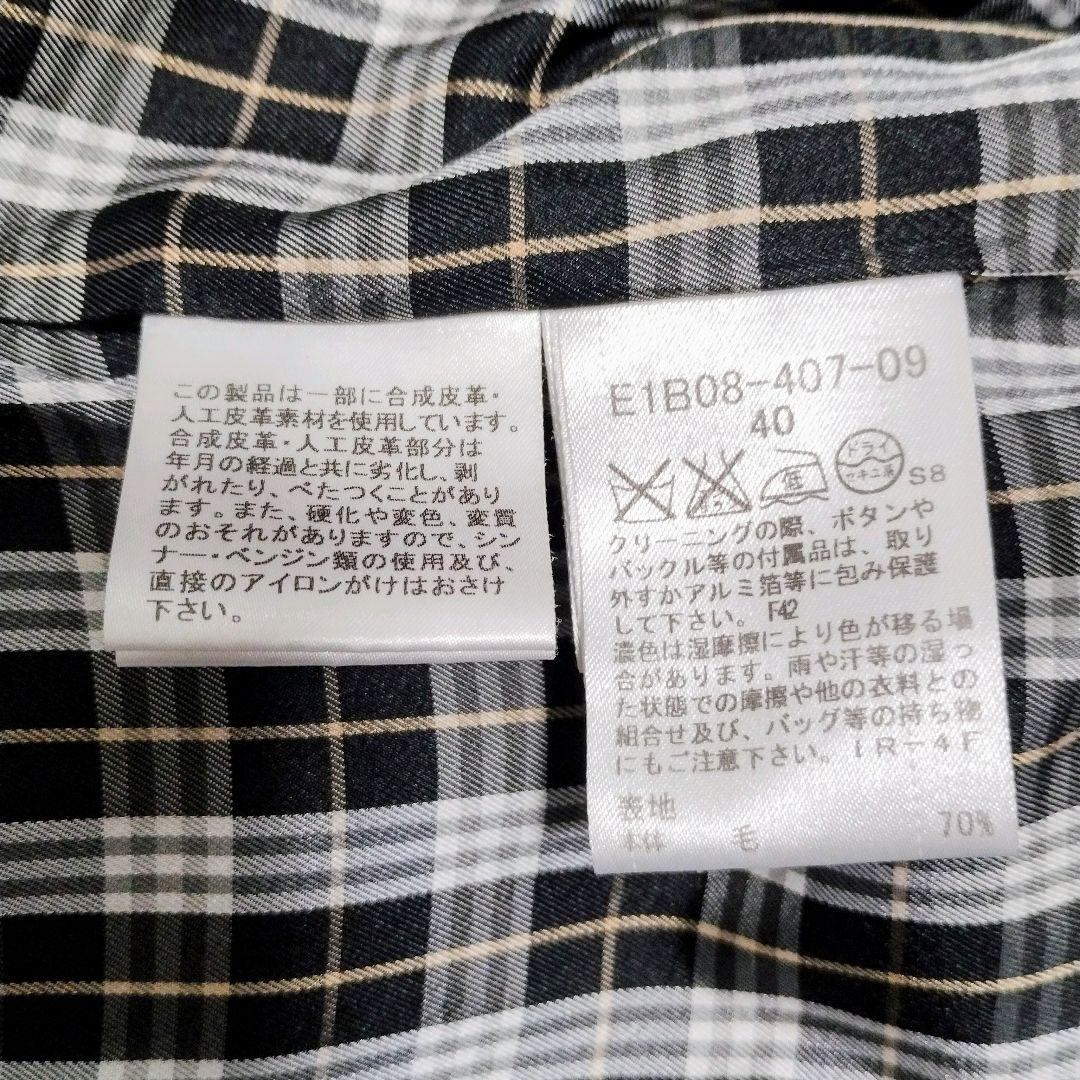 この製品は一部に合成皮革・
人工皮革素材を使用しています。
合成皮革・人工皮革部分は
年月の経過と共に劣化し、剥
がれたり、べたつくことがあり
ます。また、硬化や変色、変質
のおそれがありますので、シン
ナー・ベンジン類の使用及び、
直接のアイロンがけはおさけ
下さい。
E1B08-407-09
40
ドライ
セキユ系
S8
クリーニングの際、ボタンや
バックル等の付属品は、取り
外すかアルミ箔等に包み保護
して下さい。 F42
濃色は湿摩擦により色が移る場
合があります。雨や汗等の湿っ
た状態での摩擦や他の衣料との
組合せ及び、バッグ等の持ち物
にもご注意下さい。IR-4F
表地
本体 毛 70%